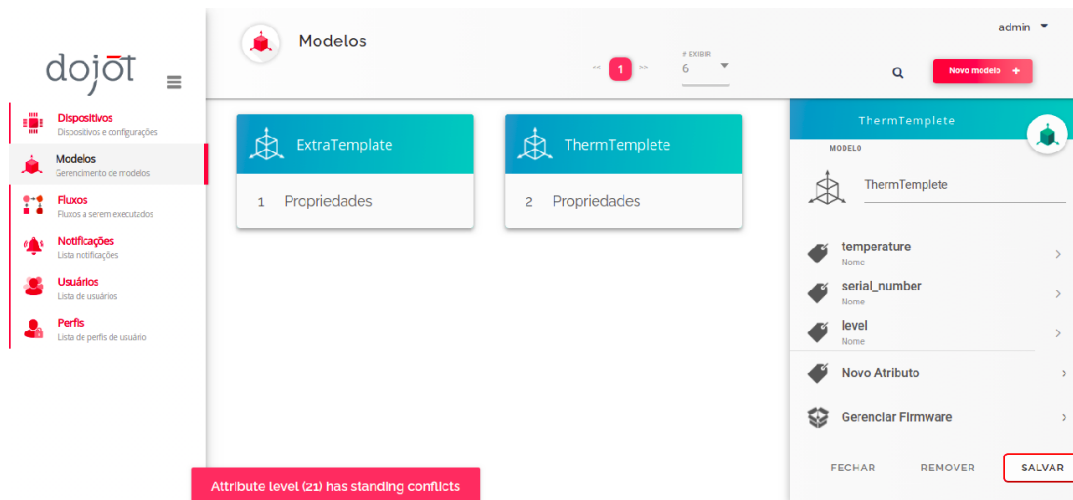 dojot
Dispositivos
Dispositivos e configurações
Modelos
Gerencimento de modelos
Fluxos
Fluxos a serem executados
Notificações
Lista notificações
Usuários
Lista de usuários
Perfis
Lista de perfis de usuário
Modelos
<< 1 >>
# EXIBIR
6
admin
Novo modelo +
ExtraTemplate
1 Propriedades
ThermTemplete
2 Propriedades
ThermTemplete
MODELO
ThermTemplete
temperature
Nome
serial_number
Nome
level
Nome
Novo Atributo
Gerenciar Firmware
FECHAR REMOVER SALVAR
Attribute level (21) has standing conflicts